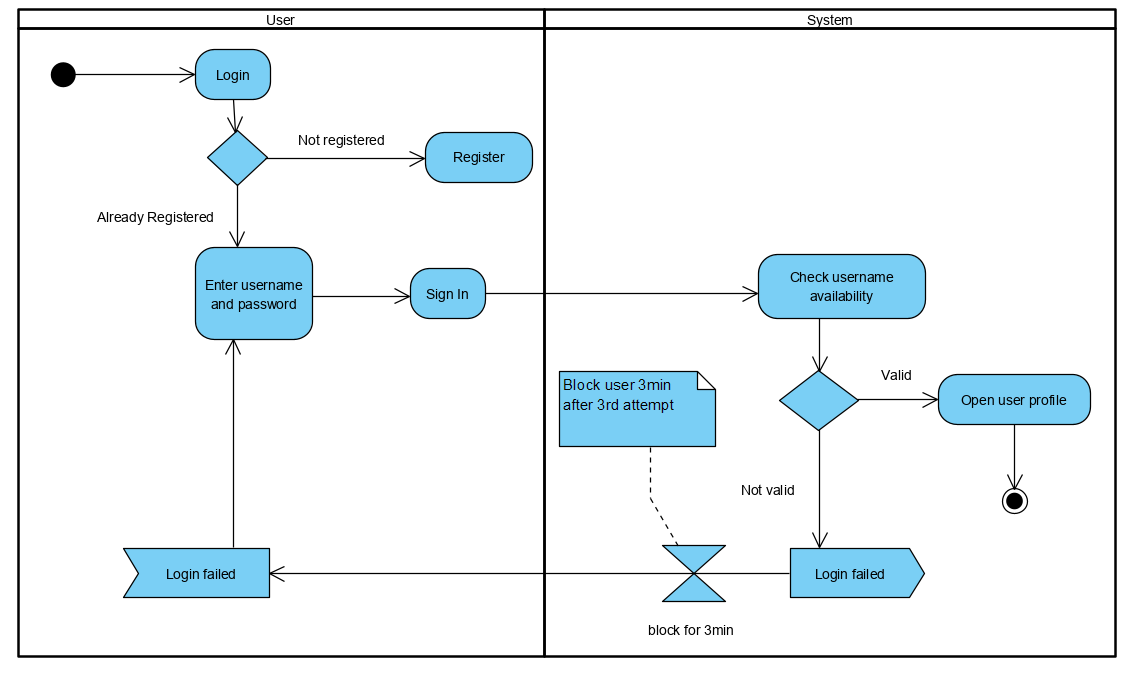 User
System
Login
Not registered
Register
Already Registered
Enter username
and password
Sign In
Check username
availability
Block user 3min
after 3rd attempt
Valid
Open user profile
Not valid
Login failed
Login failed
block for 3min